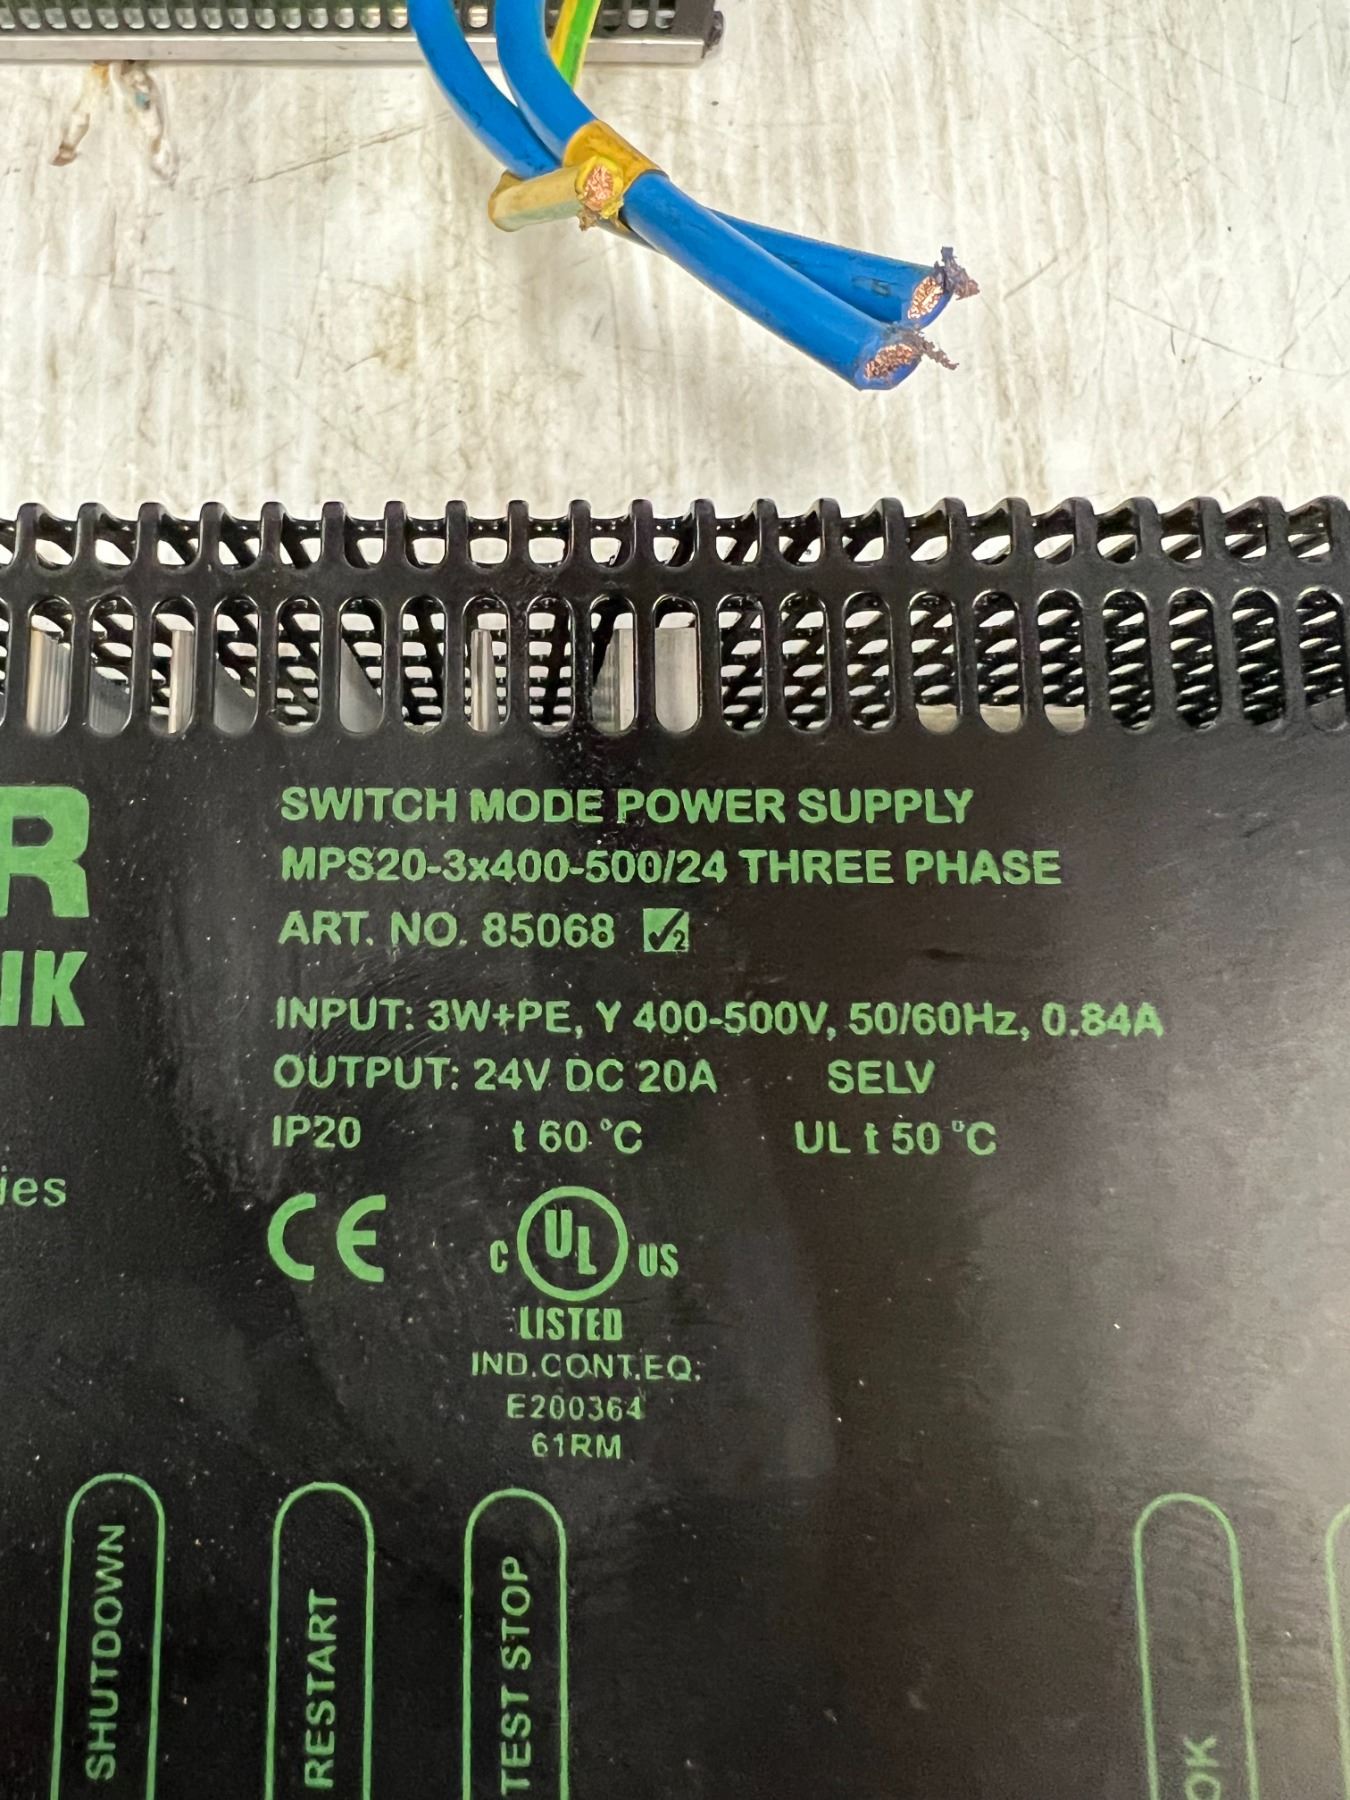 R
IK
ies
SWITCH MODE POWER SUPPLY
MPS20-3x400-500/24 THREE PHASE
ART. NO. 85068 2
INPUT: 3W+PE, Y 400-500V, 50/60Hz, 0.84A
OUTPUT: 24V DC 20A SELV
IP20 t 60 °C UL t 50 °C
CE
C UL US
LISTED
IND.CONT.EQ.
E200364
61RM
SHUTDOWN
RESTART
TEST STOP
OK